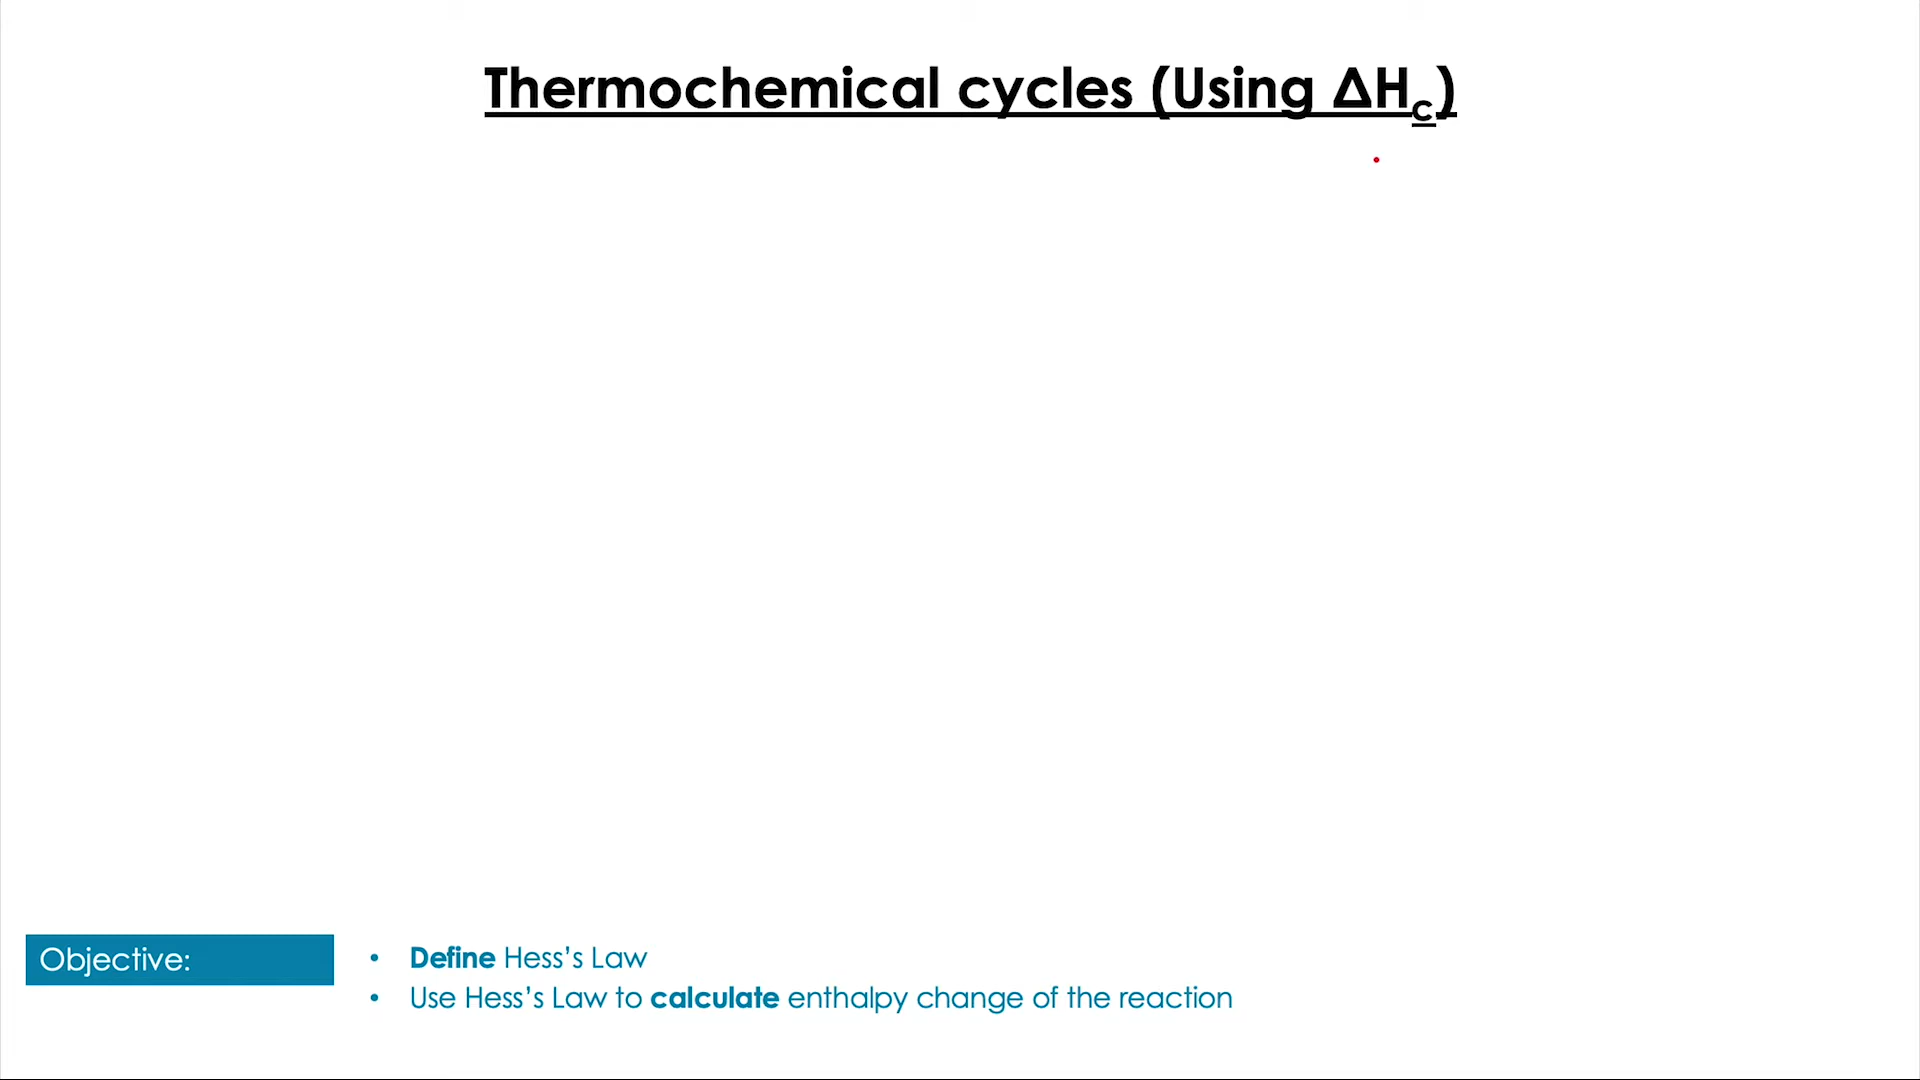 Thermochemical cycles (Using ΔHc)
Objective:
• Define Hess’s Law
• Use Hess’s Law to calculate enthalpy change of the reaction